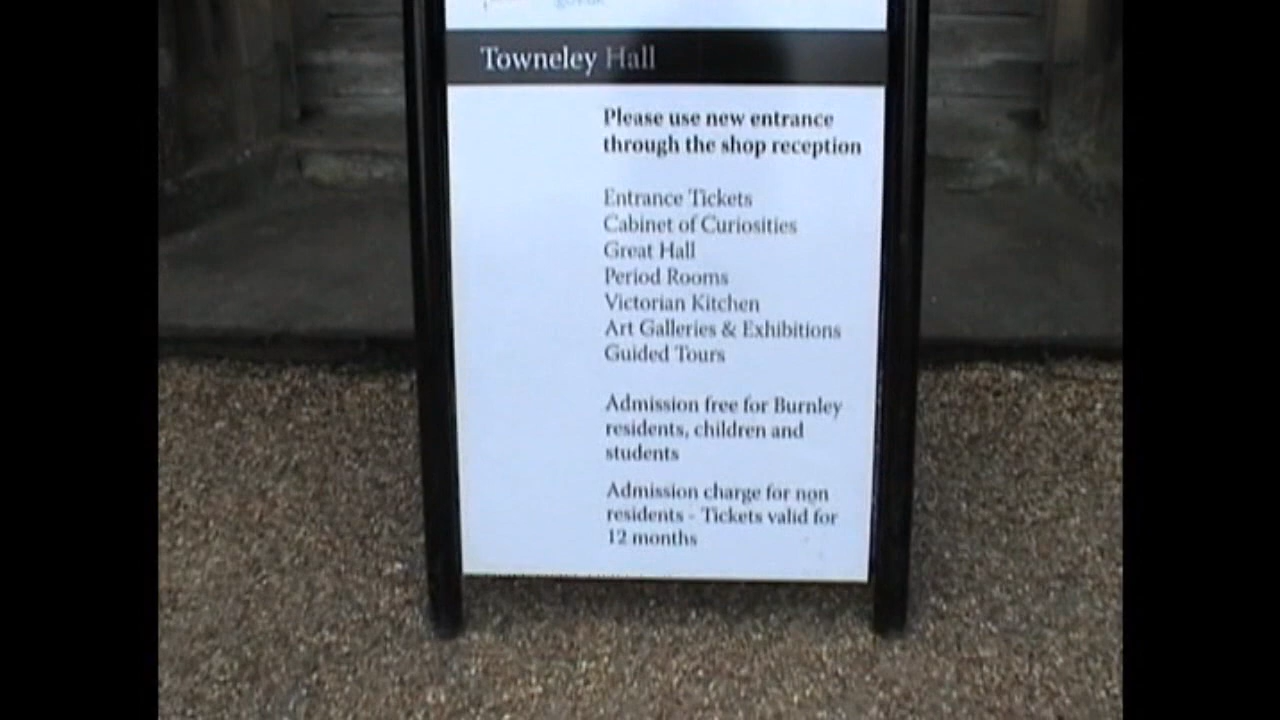 Towneley Hall
Please use new entrance
through the shop reception
Entrance Tickets
Cabinet of Curiosities
Great Hall
Period Rooms
Victorian Kitchen
Art Galleries & Exhibitions
Guided Tours
Admission free for Burnley
residents, children and
students
Admission charge for non
residents - Tickets valid for
12 months